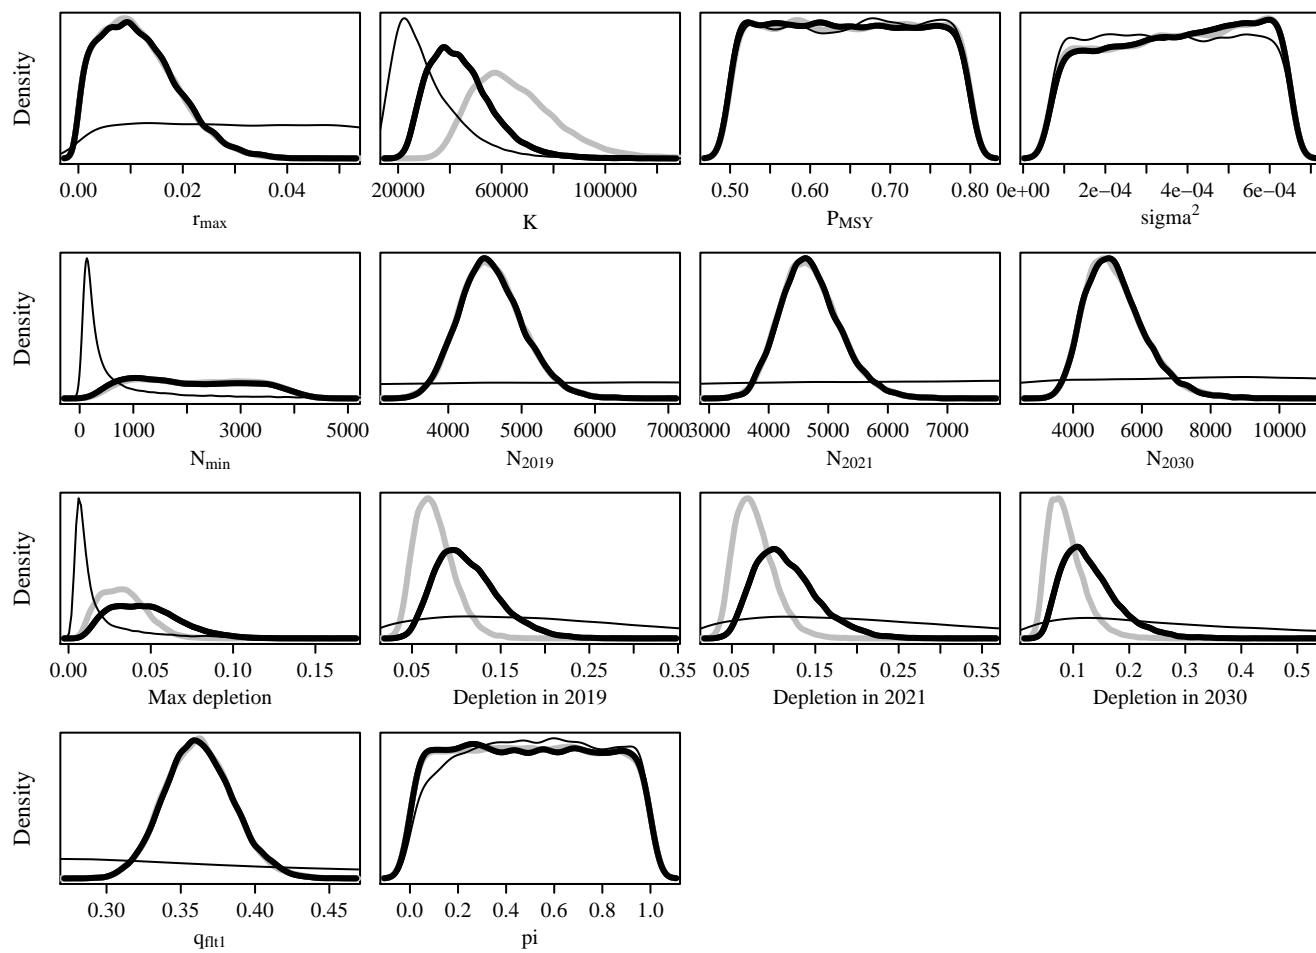 Density
0.00 0.02 0.04
20000 60000 100000
0.50 0.60 0.70 0.80
0e+00 2e−04 4e−04 6e−04
r_max
K
P_MSY
sigma^2
Density
0 1000 3000 5000
4000 5000 6000 7000
3000 4000 5000 6000 7000
4000 6000 8000 10000
N_min
N_2019
N_2021
N_2030
Density
0.00 0.05 0.10 0.15
0.05 0.15 0.25 0.35
0.05 0.15 0.25 0.35
0.1 0.2 0.3 0.4 0.5
Max depletion
Depletion in 2019
Depletion in 2021
Depletion in 2030
Density
0.30 0.35 0.40 0.45
0.0 0.2 0.4 0.6 0.8 1.0
q_flt1
pi